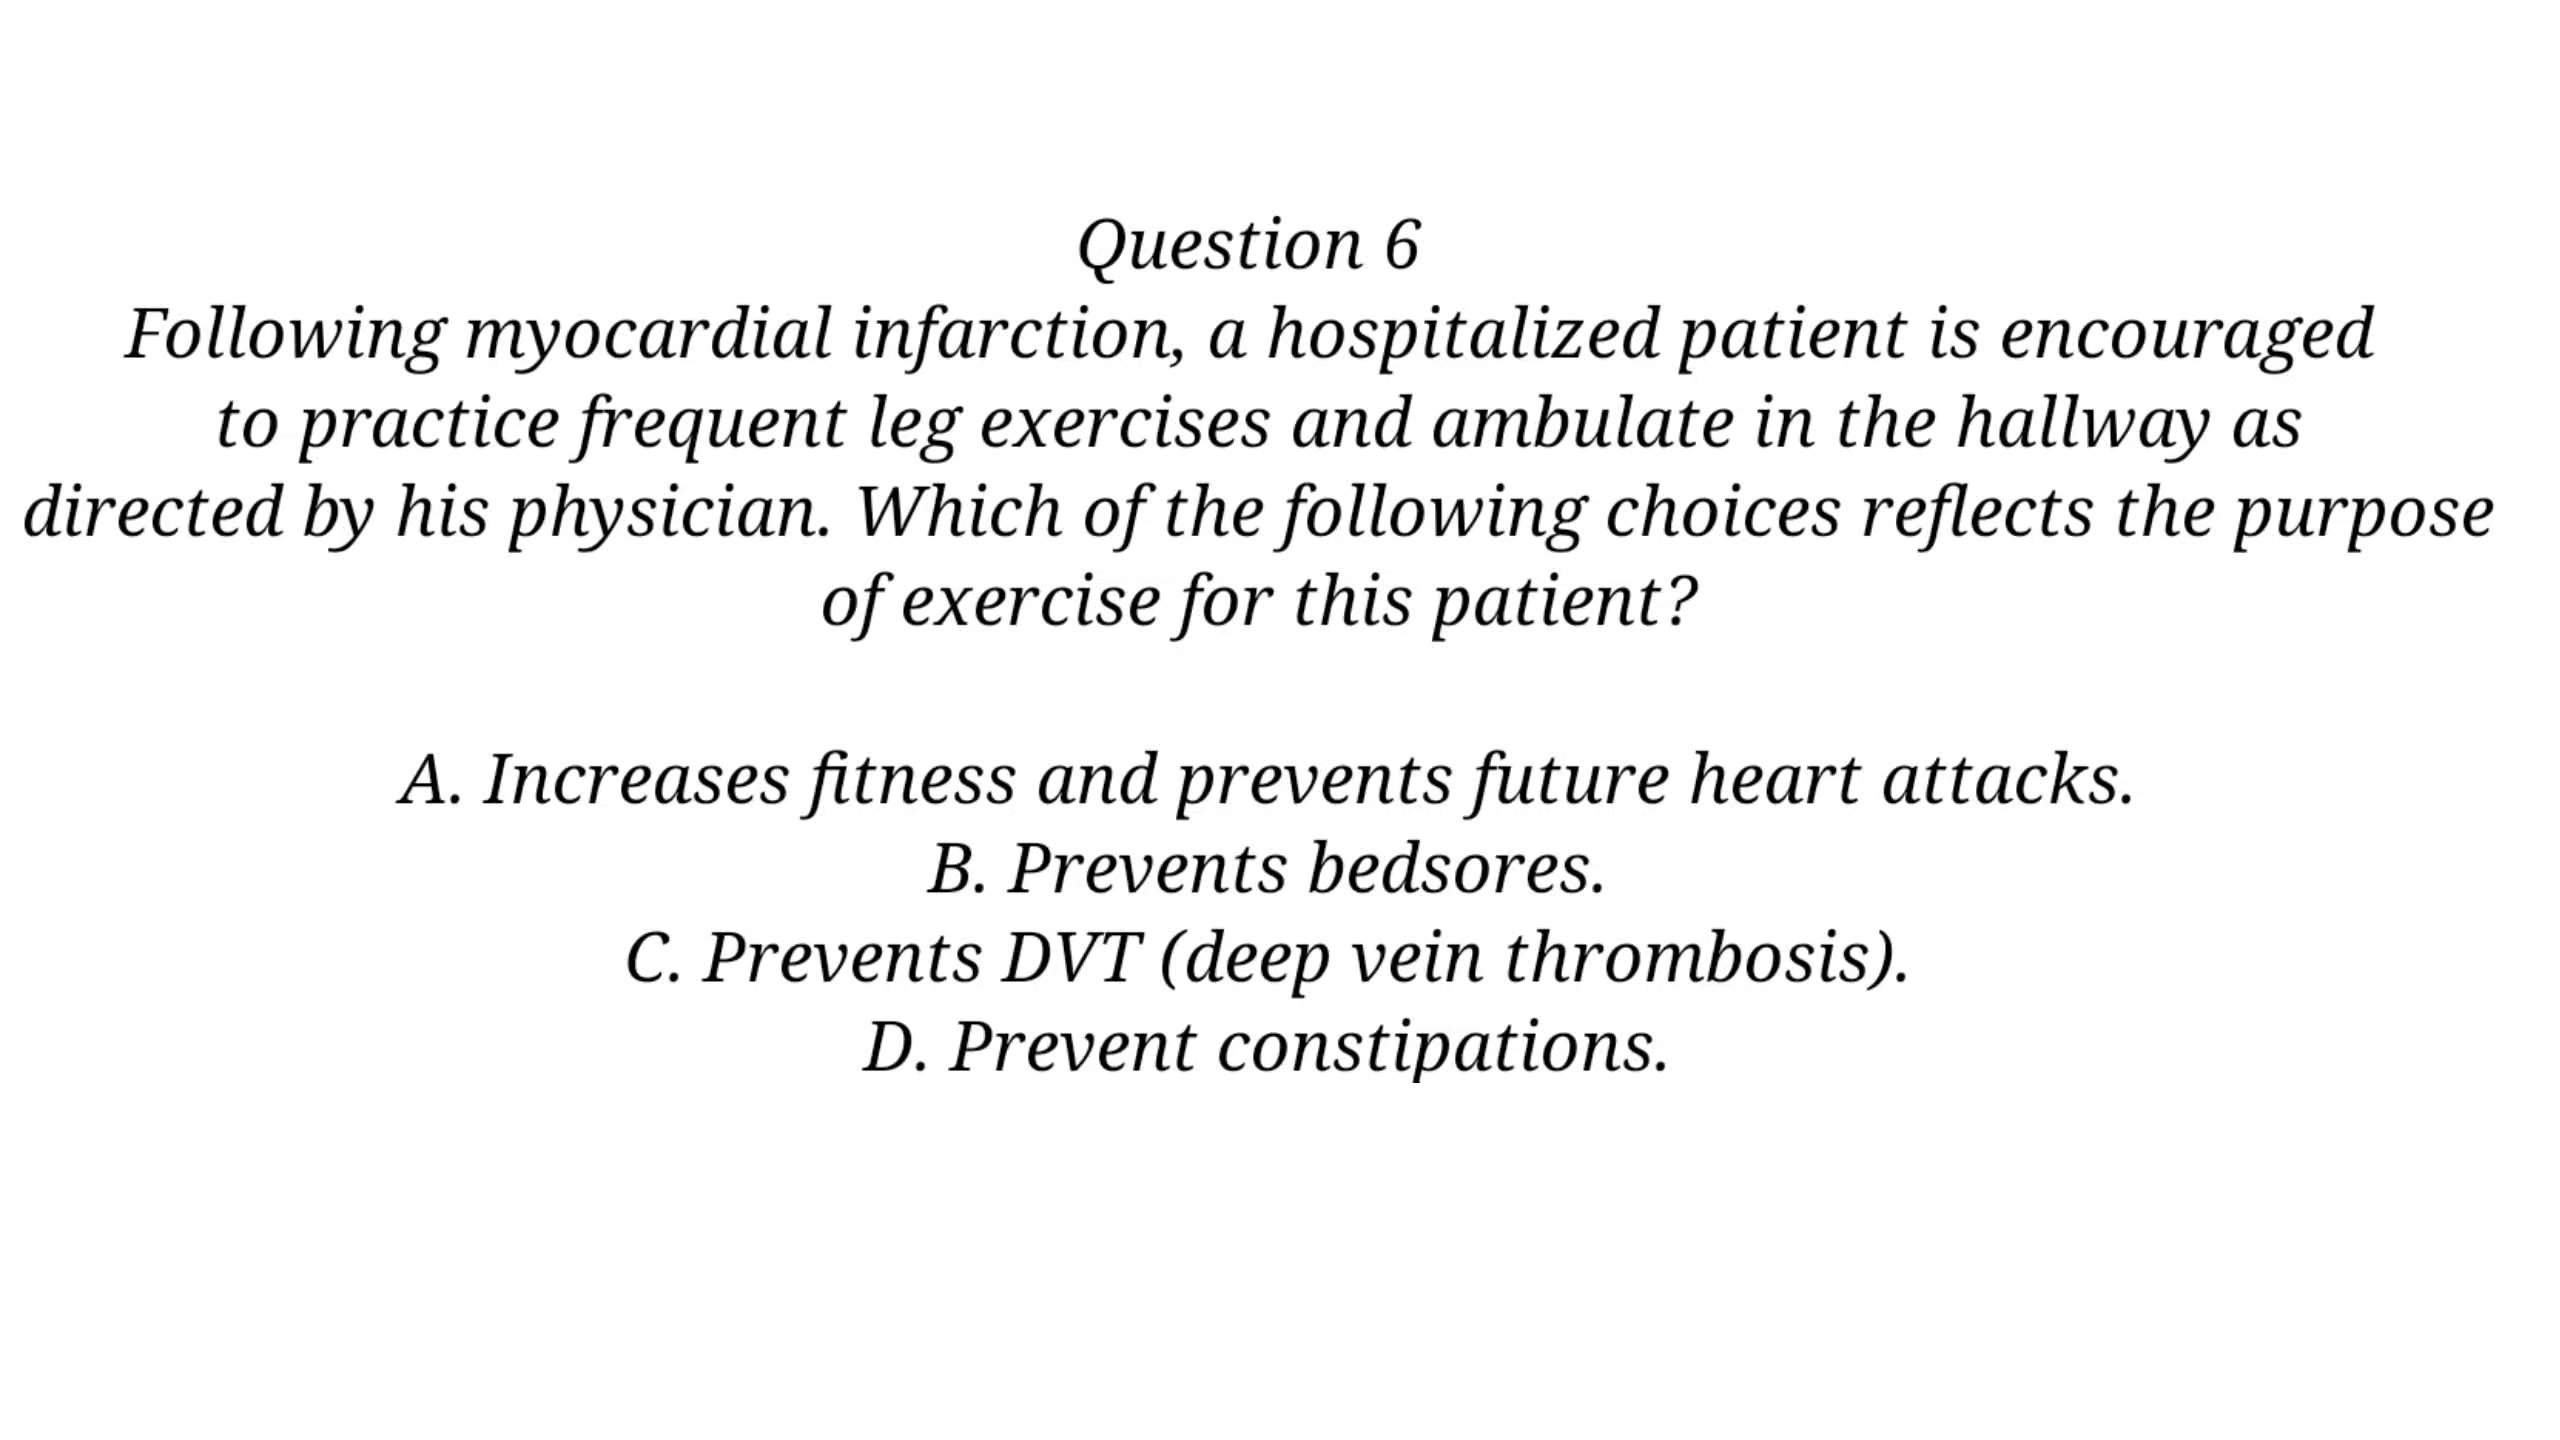 Question 6
Following myocardial infarction, a hospitalized patient is encouraged
to practice frequent leg exercises and ambulate in the hallway as
directed by his physician. Which of the following choices reflects the purpose
of exercise for this patient?
A. Increases fitness and prevents future heart attacks.
B. Prevents bedsores.
C. Prevents DVT (deep vein thrombosis).
D. Prevent constipations.